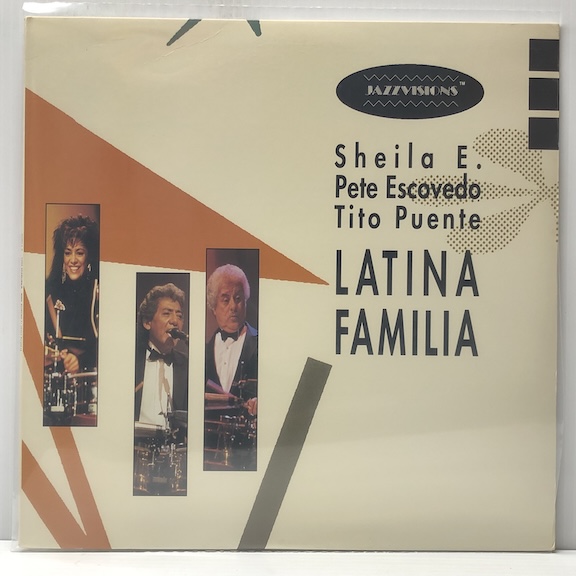 JAZZVISIONS™
Sheila E.
Pete Escovedo
Tito Puente
LATINA
FAMILIA